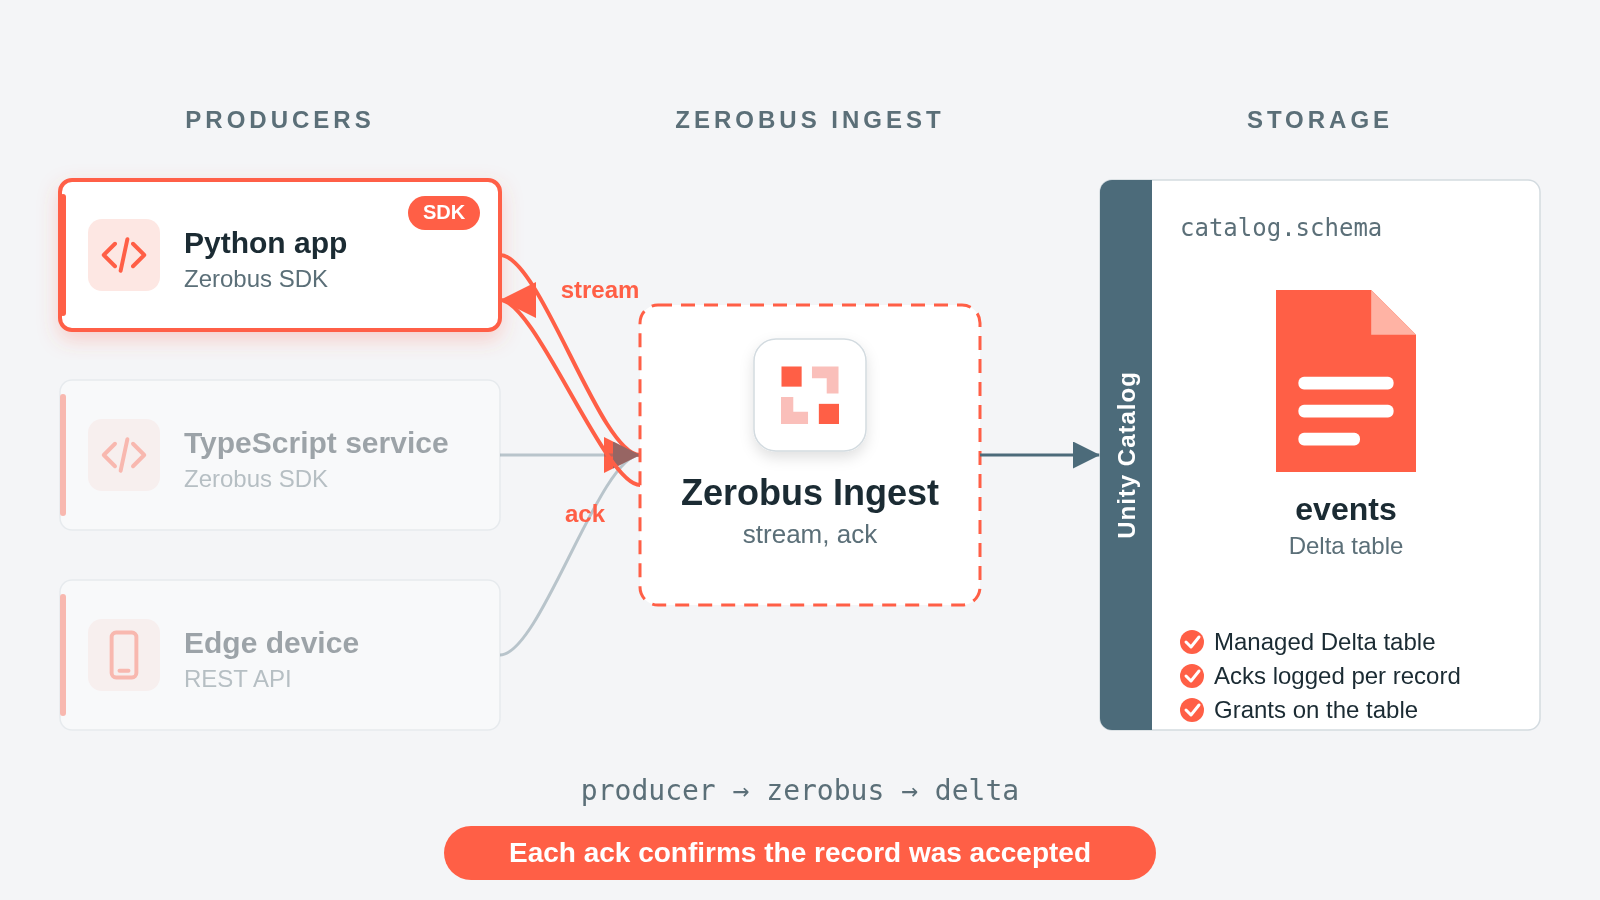 PRODUCERS
ZEROBUS INGEST
STORAGE
SDK
Python app
Zerobus SDK
TypeScript service
Zerobus SDK
Edge device
REST API
stream
ack
Zerobus Ingest
stream, ack
Unity Catalog
catalog.schema
events
Delta table
Managed Delta table
Acks logged per record
Grants on the table
producer → zerobus → delta
Each ack confirms the record was accepted